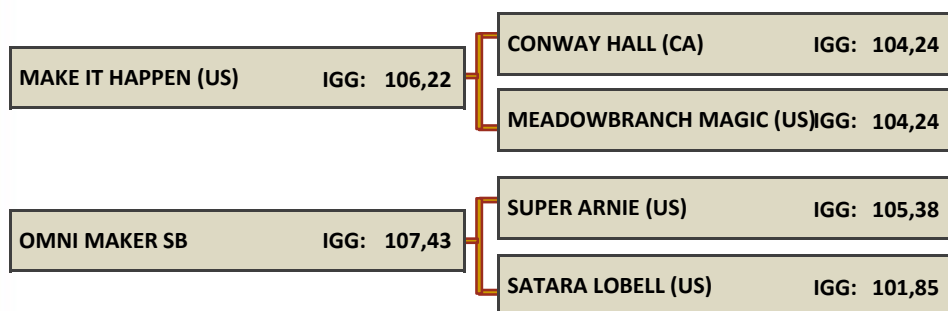 CONWAY HALL (CA) IGG: 104,24
MAKE IT HAPPEN (US) IGG: 106,22
MEADOWBRANCH MAGIC (US) IGG: 104,24
SUPER ARNIE (US) IGG: 105,38
OMNI MAKER SB IGG: 107,43
SATARA LOBELL (US) IGG: 101,85